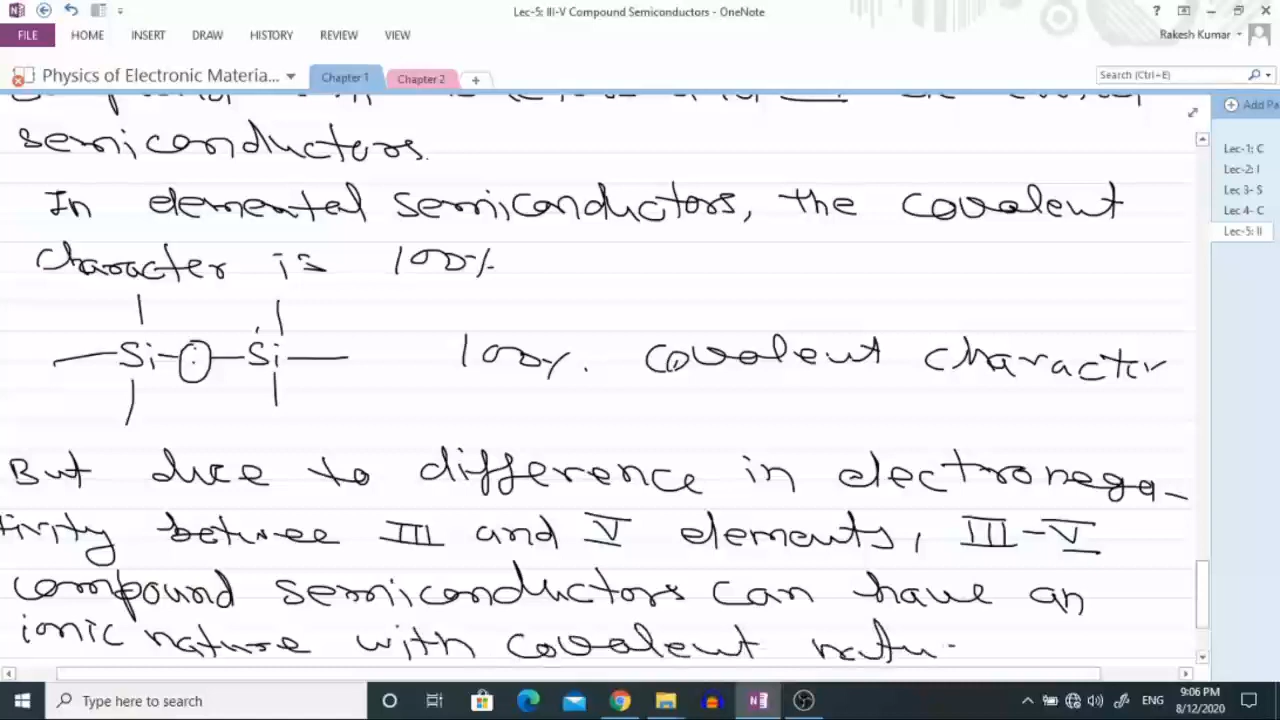 Lec-5: III-V Compound Semiconductors - OneNote
FILE HOME INSERT DRAW HISTORY REVIEW VIEW
Rakesh Kumar
Physics of Electronic Materia... Chapter 1 Chapter 2
Search (Ctrl+E)
Add Pa
Lec-1: C
Lec-2: I
Lec 3- S
Lec 4- C
Lec-5: II
semiconductors.
In elemental semiconductors, the covalent
character is 100%
Si Si 100%. covalent character
But due to difference in electronega-
tivity between III and V elements, III-V
compound semiconductors can have an
ionic nature with covalent natu
Type here to search
ENG
9:06 PM
8/12/2020